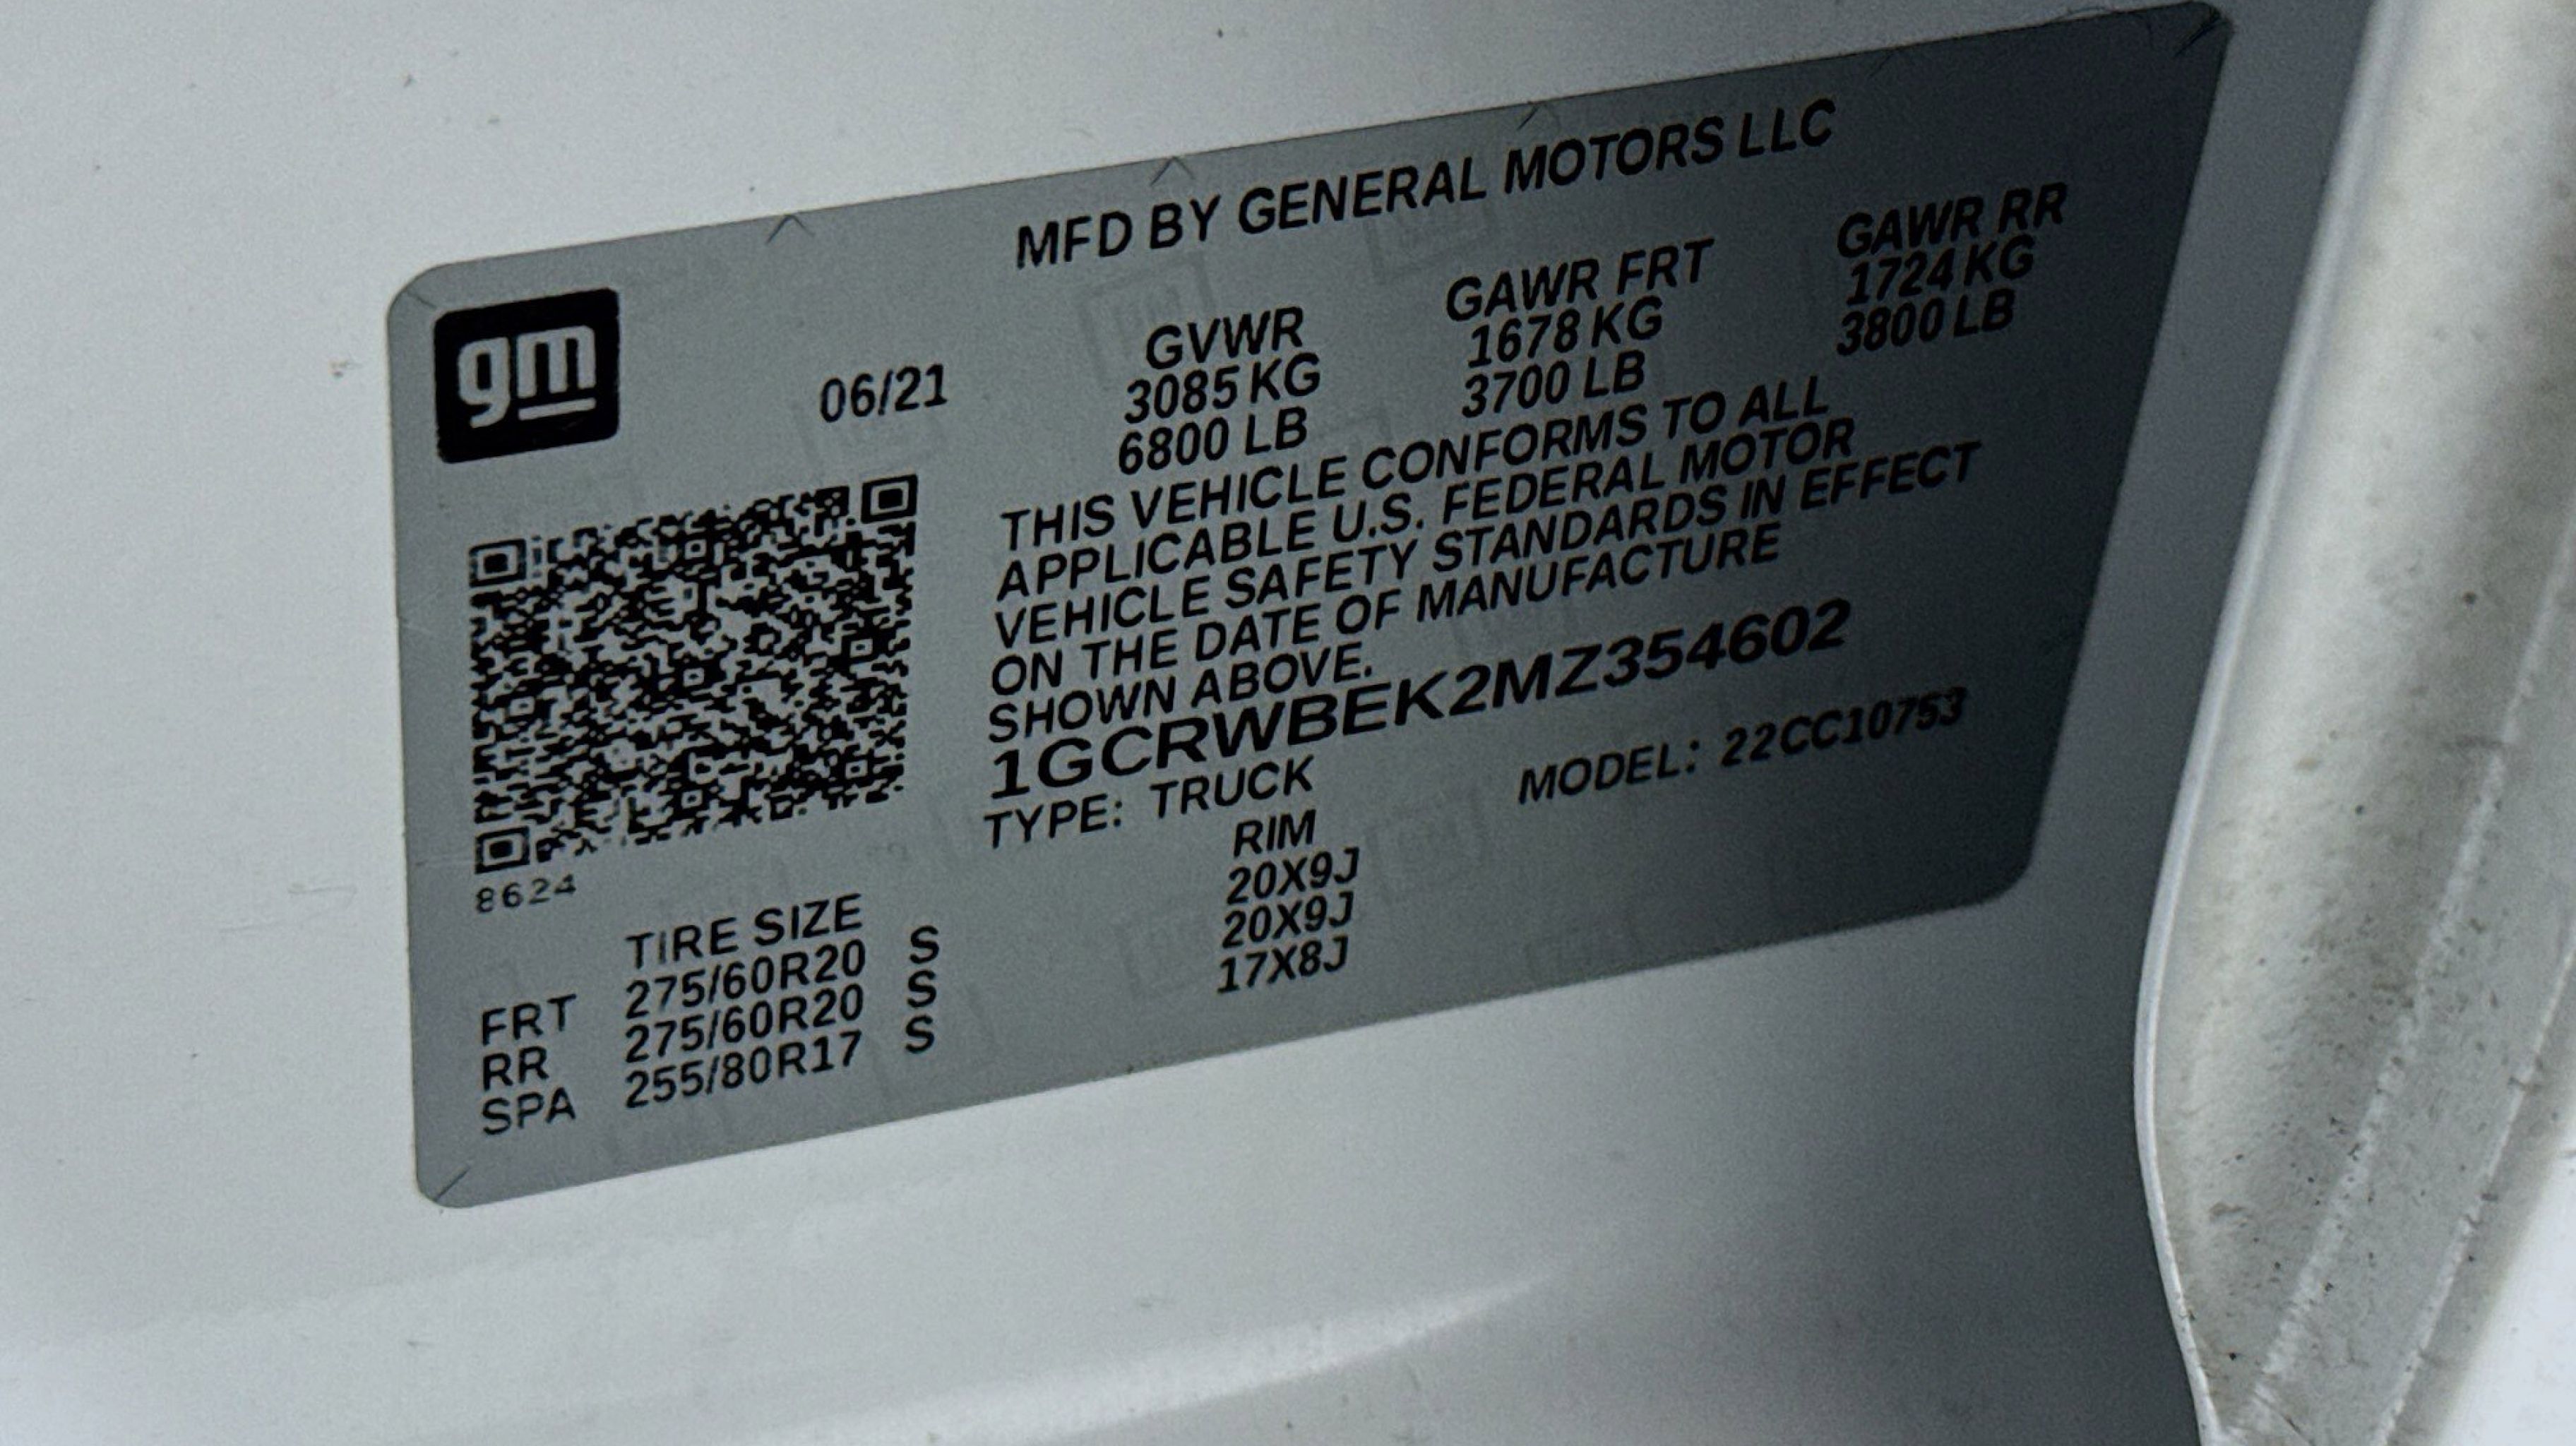 MFD BY GENERAL MOTORS LLC
gm
06/21
GVWR GAWR FRT GAWR RR
3085 KG 1678 KG 1724 KG
6800 LB 3700 LB 3800 LB
THIS VEHICLE CONFORMS TO ALL
APPLICABLE U.S. FEDERAL MOTOR
VEHICLE SAFETY STANDARDS IN EFFECT
ON THE DATE OF MANUFACTURE
SHOWN ABOVE.
1GCRWBEK2MZ354602
TYPE: TRUCK MODEL: 22CC10753
8624
TIRE SIZE RIM
FRT 275/60R20 S 20X9J
RR 275/60R20 S 20X9J
SPA 255/80R17 S 17X8J